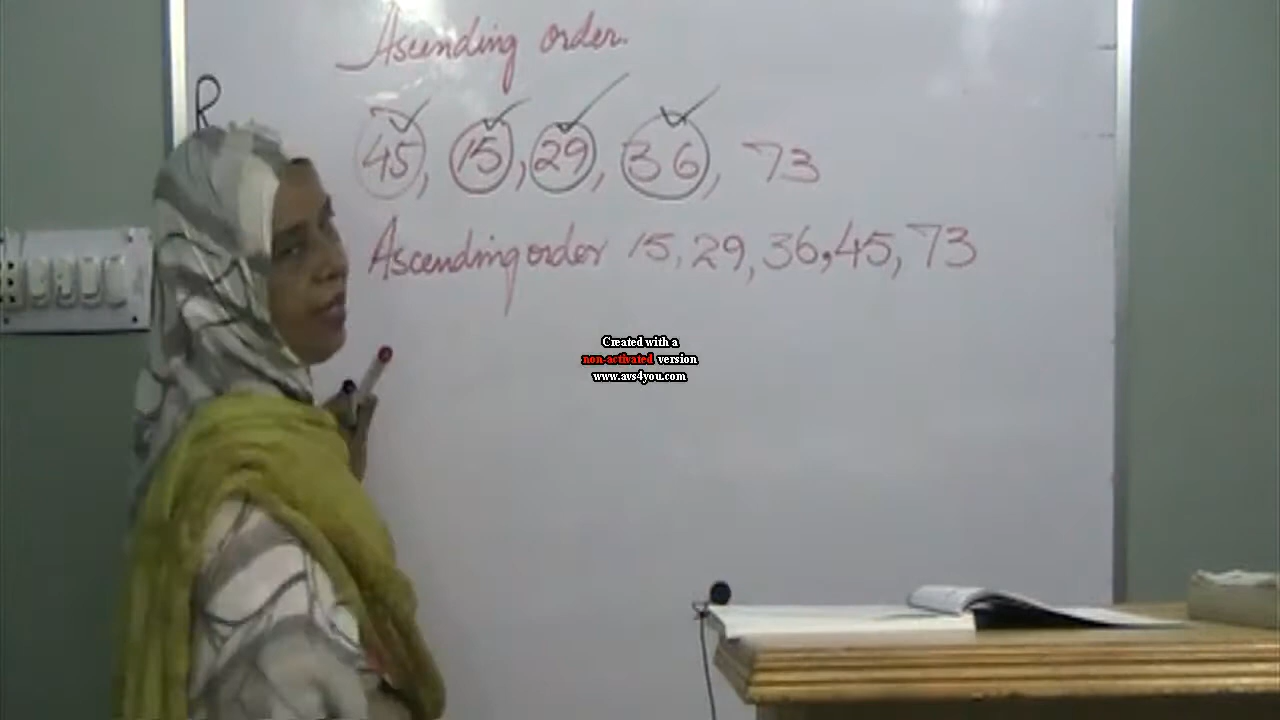 Ascending order.
R
45, 15, 29, 36, 73
Ascending order 15, 29, 36, 45, 73
Created with a
non-activated version
www.avs4you.com